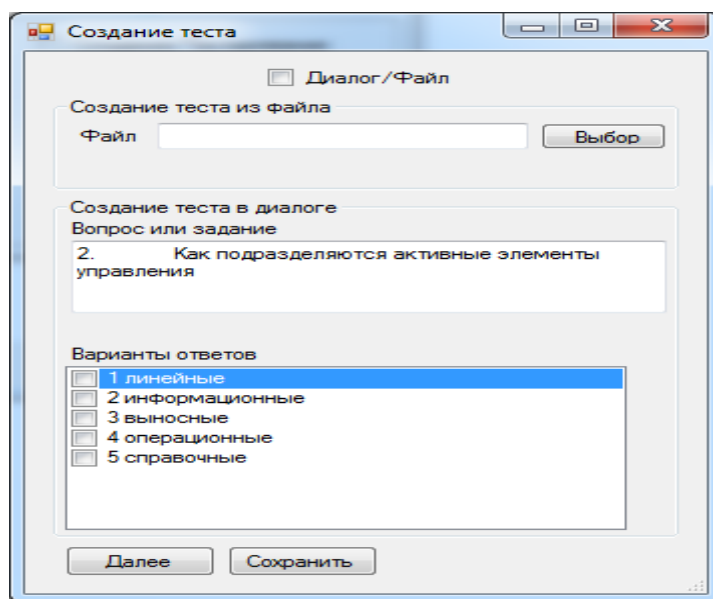 Создание теста
Диалог/Файл
Создание теста из файла
Файл
Выбор
Создание теста в диалоге
Вопрос или задание
2. Как подразделяются активные элементы
управления
Варианты ответов
1 линейные
2 информационные
3 выносные
4 операционные
5 справочные
Далее
Сохранить